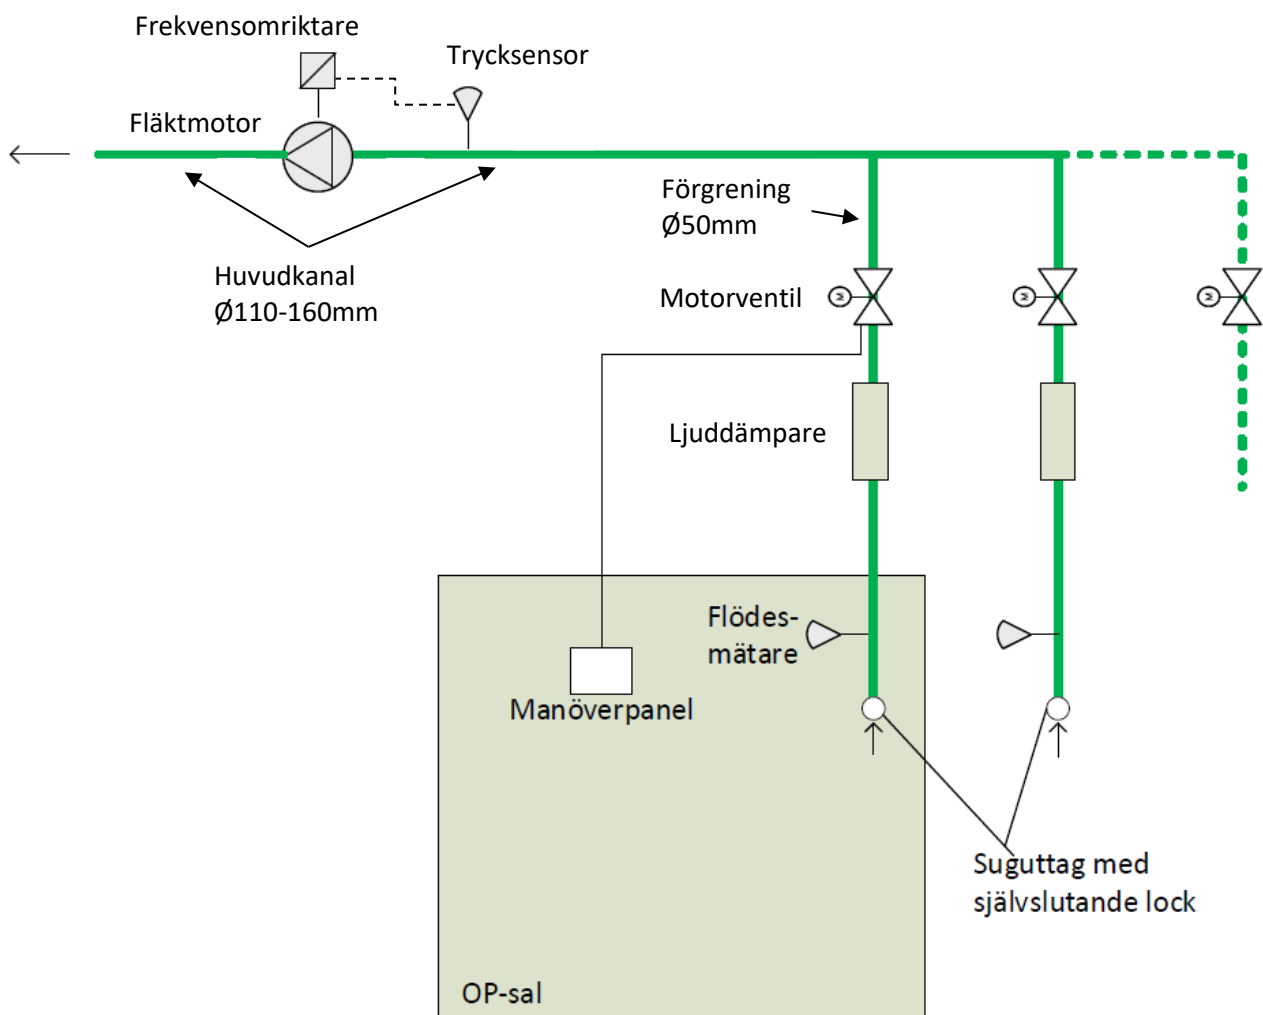 Frekvensomriktare
Trycksensor
Fläktmotor
Förgrening
Ø50mm
Huvudkanal
Ø110-160mm
Motorventil
M
M
M
Ljuddämpare
Flödes-
mätare
Manöverpanel
Suguttag med
självslutande lock
OP-sal